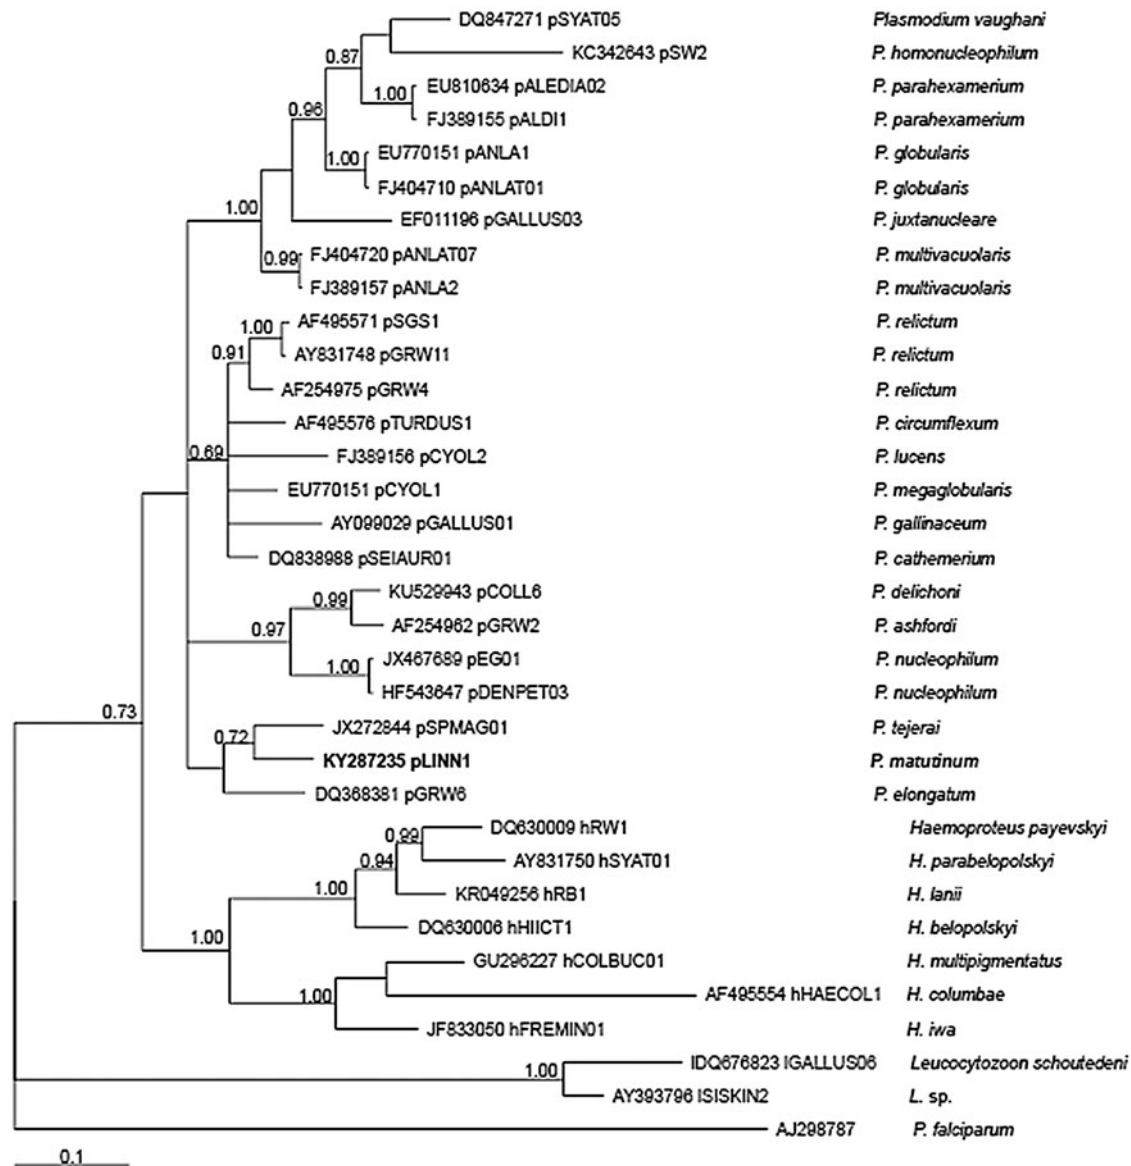 DQ847271 pSYAT05 Plasmodium vaughani
KC342643 pSW2 P. homonucleophilum
0.87
EU810634 pALEDIA02 P. parahexamerium
1.00
FJ389155 pALDI1 P. parahexamerium
0.96
EU770151 pANLA1 P. globularis
1.00
FJ404710 pANLAT01 P. globularis
1.00
EF011196 pGALLUS03 P. juxtanucleare
FJ404720 pANLAT07 P. multivacuolaris
0.99
FJ389157 pANLA2 P. multivacuolaris
AF495571 pSGS1 P. relictum
1.00
0.91
AY831748 pGRW11 P. relictum
AF254975 pGRW4 P. relictum
AF495576 pTURDUS1 P. circumflexum
0.69
FJ389156 pCYOL2 P. lucens
EU770151 pCYOL1 P. megaglobularis
AY099029 pGALLUS01 P. gallinaceum
DQ838988 pSEIAUR01 P. cathemerium
KU529943 pCOLL6 P. delichoni
0.99
AF254962 pGRW2 P. ashfordi
0.97
JX467689 pEG01 P. nucleophilum
1.00
HF543647 pDENPET03 P. nucleophilum
0.73
JX272844 pSPMAG01 P. tejerai
0.72
KY287235 pLINN1 P. matutinum
DQ368381 pGRW6 P. elongatum
DQ630009 hRW1 Haemoproteus payevskyi
0.99
AY831750 hSYAT01 H. parabelopolskyi
0.94
KR049256 hRB1 H. lanii
1.00
DQ630006 hHIICT1 H. belopolskyi
1.00
GU296227 hCOLBUC01 H. multipigmentatus
AF495554 hHAECOL1 H. columbae
1.00
JF833050 hFREMIN01 H. iwa
IDQ676823 lGALLUS06 Leucocytozoon schoutedeni
1.00
AY393796 lSISKIN2 L. sp.
AJ298787 P. falciparum
0.1